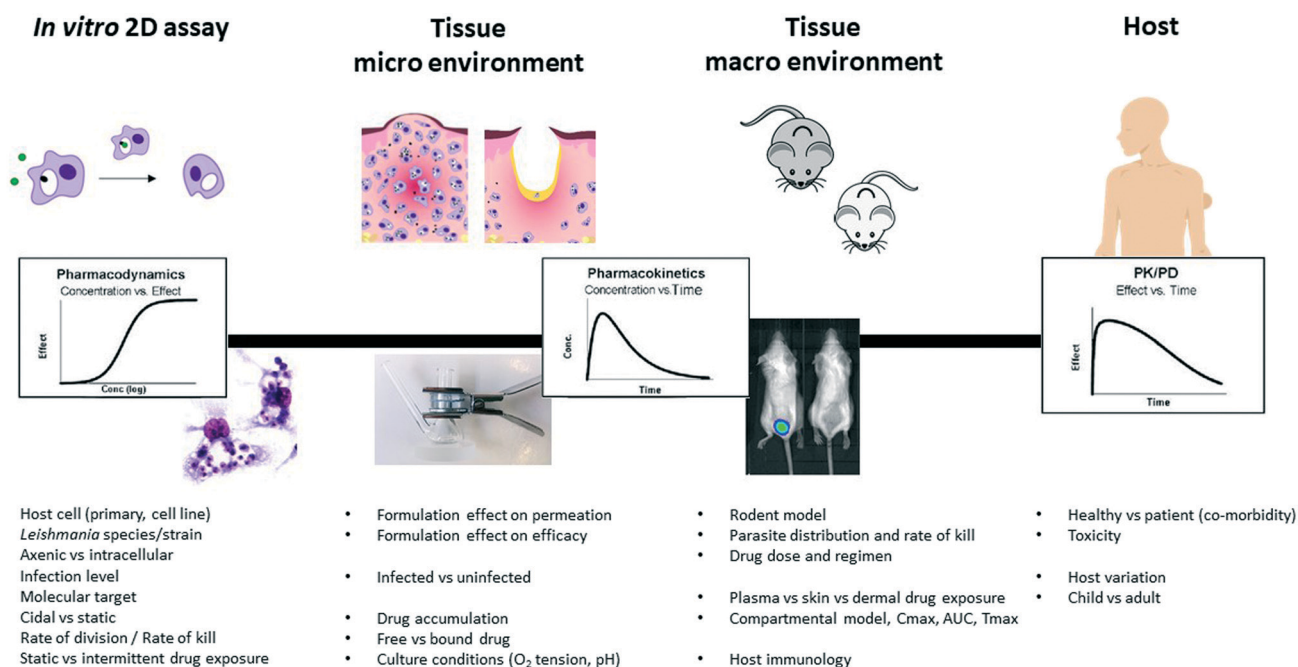 In vitro 2D assay
Tissue
micro environment
Tissue
macro environment
Host
Pharmacodynamics
Concentration vs. Effect
Effect
Conc (log)
Pharmacokinetics
Concentration vs.Time
Conc.
Time
PK/PD
Effect vs. Time
Effect
Time
Host cell (primary, cell line)
Leishmania species/strain
Axenic vs intracellular
Infection level
Molecular target
Cidal vs static
Rate of division / Rate of kill
Static vs intermittent drug exposure
• Formulation effect on permeation
• Formulation effect on efficacy
• Infected vs uninfected
• Drug accumulation
• Free vs bound drug
• Culture conditions (O₂ tension, pH)
• Rodent model
• Parasite distribution and rate of kill
• Drug dose and regimen
• Plasma vs skin vs dermal drug exposure
• Compartmental model, Cmax, AUC, Tmax
• Host immunology
• Healthy vs patient (co-morbidity)
• Toxicity
• Host variation
• Child vs adult